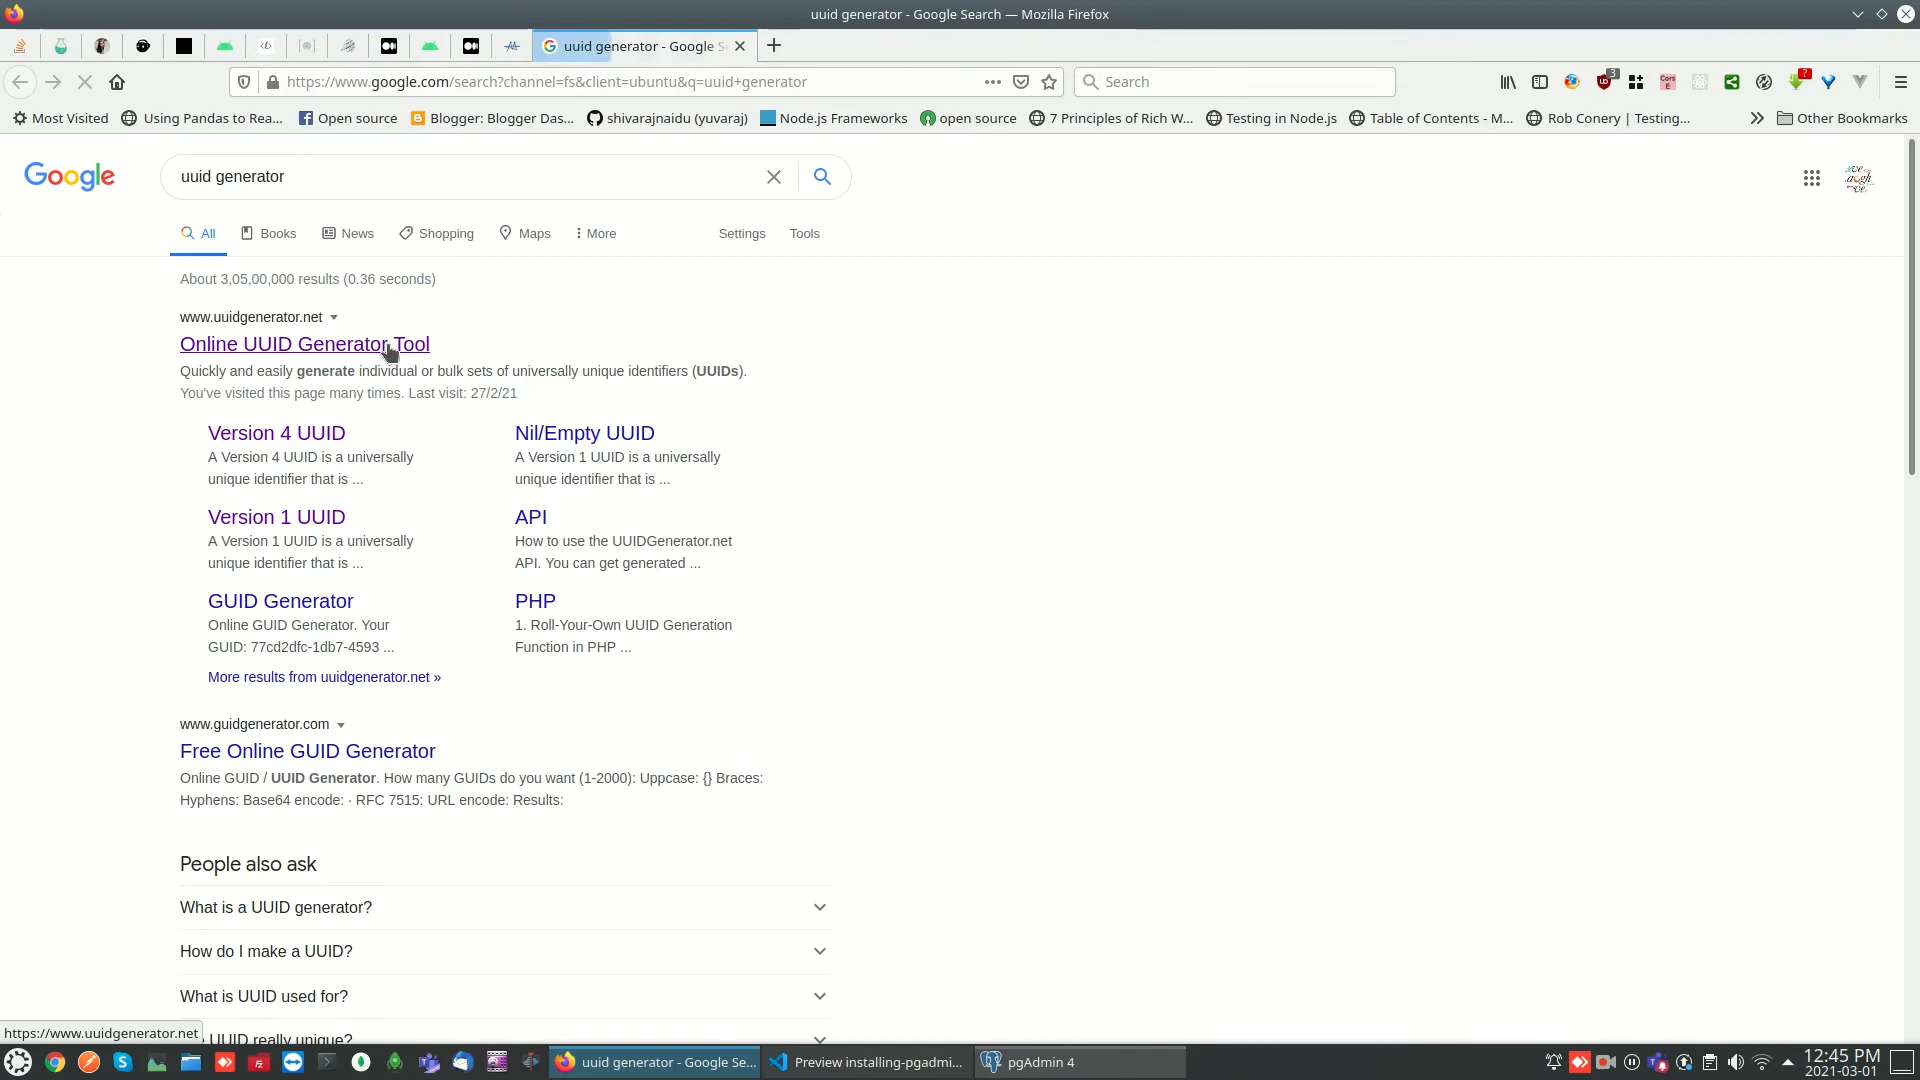 uuid generator - Google Search — Mozilla Firefox
uuid generator - Google S
https://www.google.com/search?channel=fs&client=ubuntu&q=uuid+generator
Search
3
?
Most Visited
Using Pandas to Rea...
Open source
Blogger: Blogger Das...
shivarajnaidu (yuvaraj)
Node.js Frameworks
open source
7 Principles of Rich W...
Testing in Node.js
Table of Contents - M...
Rob Conery | Testing...
Other Bookmarks
Google
uuid generator
All
Books
News
Shopping
Maps
More
Settings
Tools
About 3,05,00,000 results (0.36 seconds)
www.uuidgenerator.net
Online UUID Generator Tool
Quickly and easily generate individual or bulk sets of universally unique identifiers (UUIDs).
You've visited this page many times. Last visit: 27/2/21
Version 4 UUID
A Version 4 UUID is a universally
unique identifier that is ...
Nil/Empty UUID
A Version 1 UUID is a universally
unique identifier that is ...
Version 1 UUID
A Version 1 UUID is a universally
unique identifier that is ...
API
How to use the UUIDGenerator.net
API. You can get generated ...
GUID Generator
Online GUID Generator. Your
GUID: 77cd2dfc-1db7-4593 ...
PHP
1. Roll-Your-Own UUID Generation
Function in PHP ...
More results from uuidgenerator.net »
www.guidgenerator.com
Free Online GUID Generator
Online GUID / UUID Generator. How many GUIDs do you want (1-2000): Uppcase: {} Braces:
Hyphens: Base64 encode: · RFC 7515: URL encode: Results:
People also ask
What is a UUID generator?
How do I make a UUID?
What is UUID used for?
UUID really unique?
https://www.uuidgenerator.net
uuid generator - Google Se...
Preview installing-pgadmi...
pgAdmin 4
12:45 PM
2021-03-01